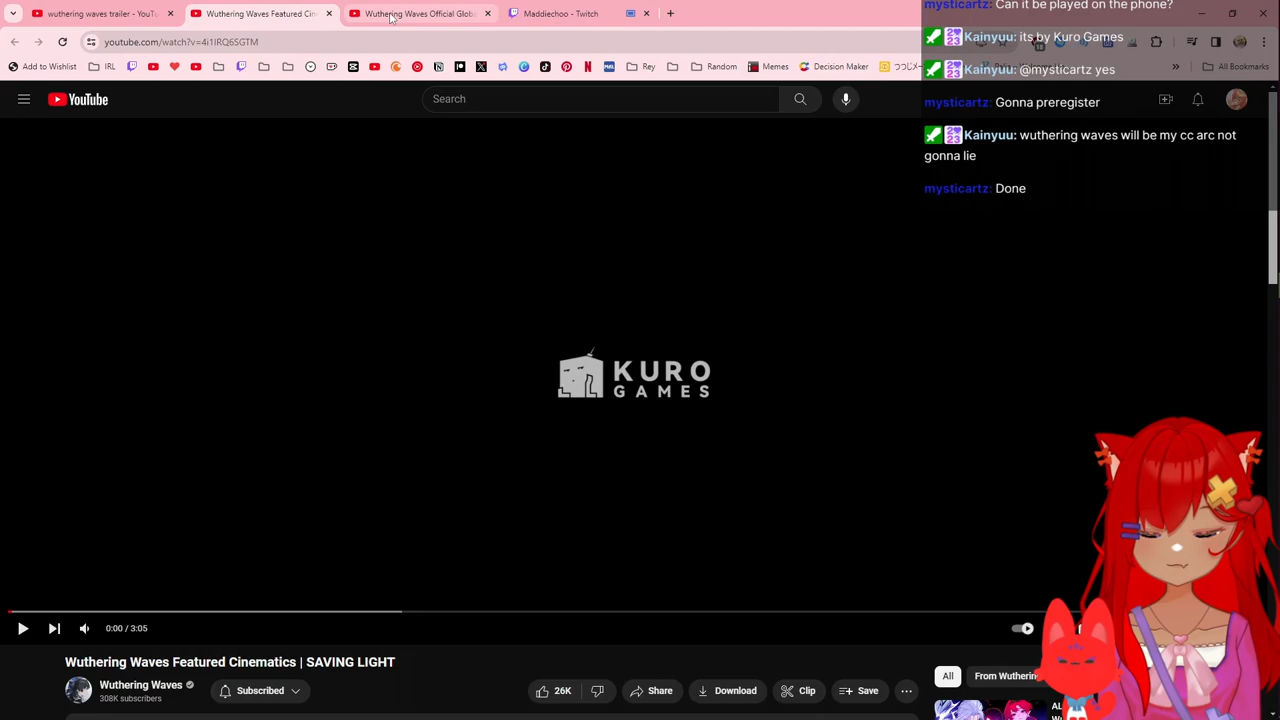 wuthering waves trailer - YouTu
Wuthering Waves Featured Cin
Wuthering Waves Official Globa
Maddiechoo - Twitch
youtube.com/watch?v=4i1IRQ6SGTM
Add to Wishlist
IRL
Rey
Random
Memes
Decision Maker
All Bookmarks
YouTube
Search
mysticartz: Can it be played on the phone?
Kainyuu: its by Kuro Games
Kainyuu: @mysticartz yes
mysticartz: Gonna preregister
Kainyuu: wuthering waves will be my cc arc not
gonna lie
mysticartz: Done
KURO
GAMES
0:00 / 3:05
Wuthering Waves Featured Cinematics | SAVING LIGHT
Wuthering Waves
308K subscribers
Subscribed
26K
Share
Download
Clip
Save
All
From Wutherin